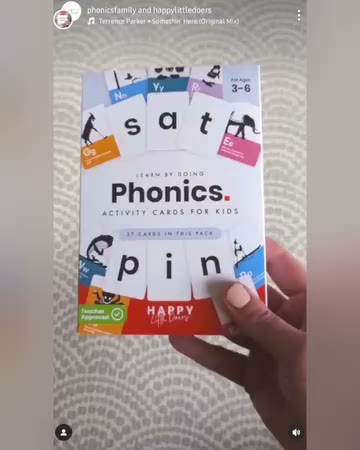 phonicsfamily and happylittledoers
Terrence Parker • Somethin' Here (Original Mix)
For Ages
3-6
Nn
Yy
s a t
Gg
Ee
LEARN BY DOING
Phonics.
ACTIVITY CARDS FOR KIDS
37 CARDS IN THIS PACK
p i n
Teacher
Approved
HAPPY
Little Doers